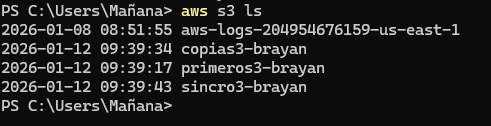 PS C:\Users\Mañana> aws s3 ls
2026-01-08 08:51:55 aws-logs-204954676159-us-east-1
2026-01-12 09:39:34 copias3-brayan
2026-01-12 09:39:17 primeros3-brayan
2026-01-12 09:39:43 sincro3-brayan
PS C:\Users\Mañana>